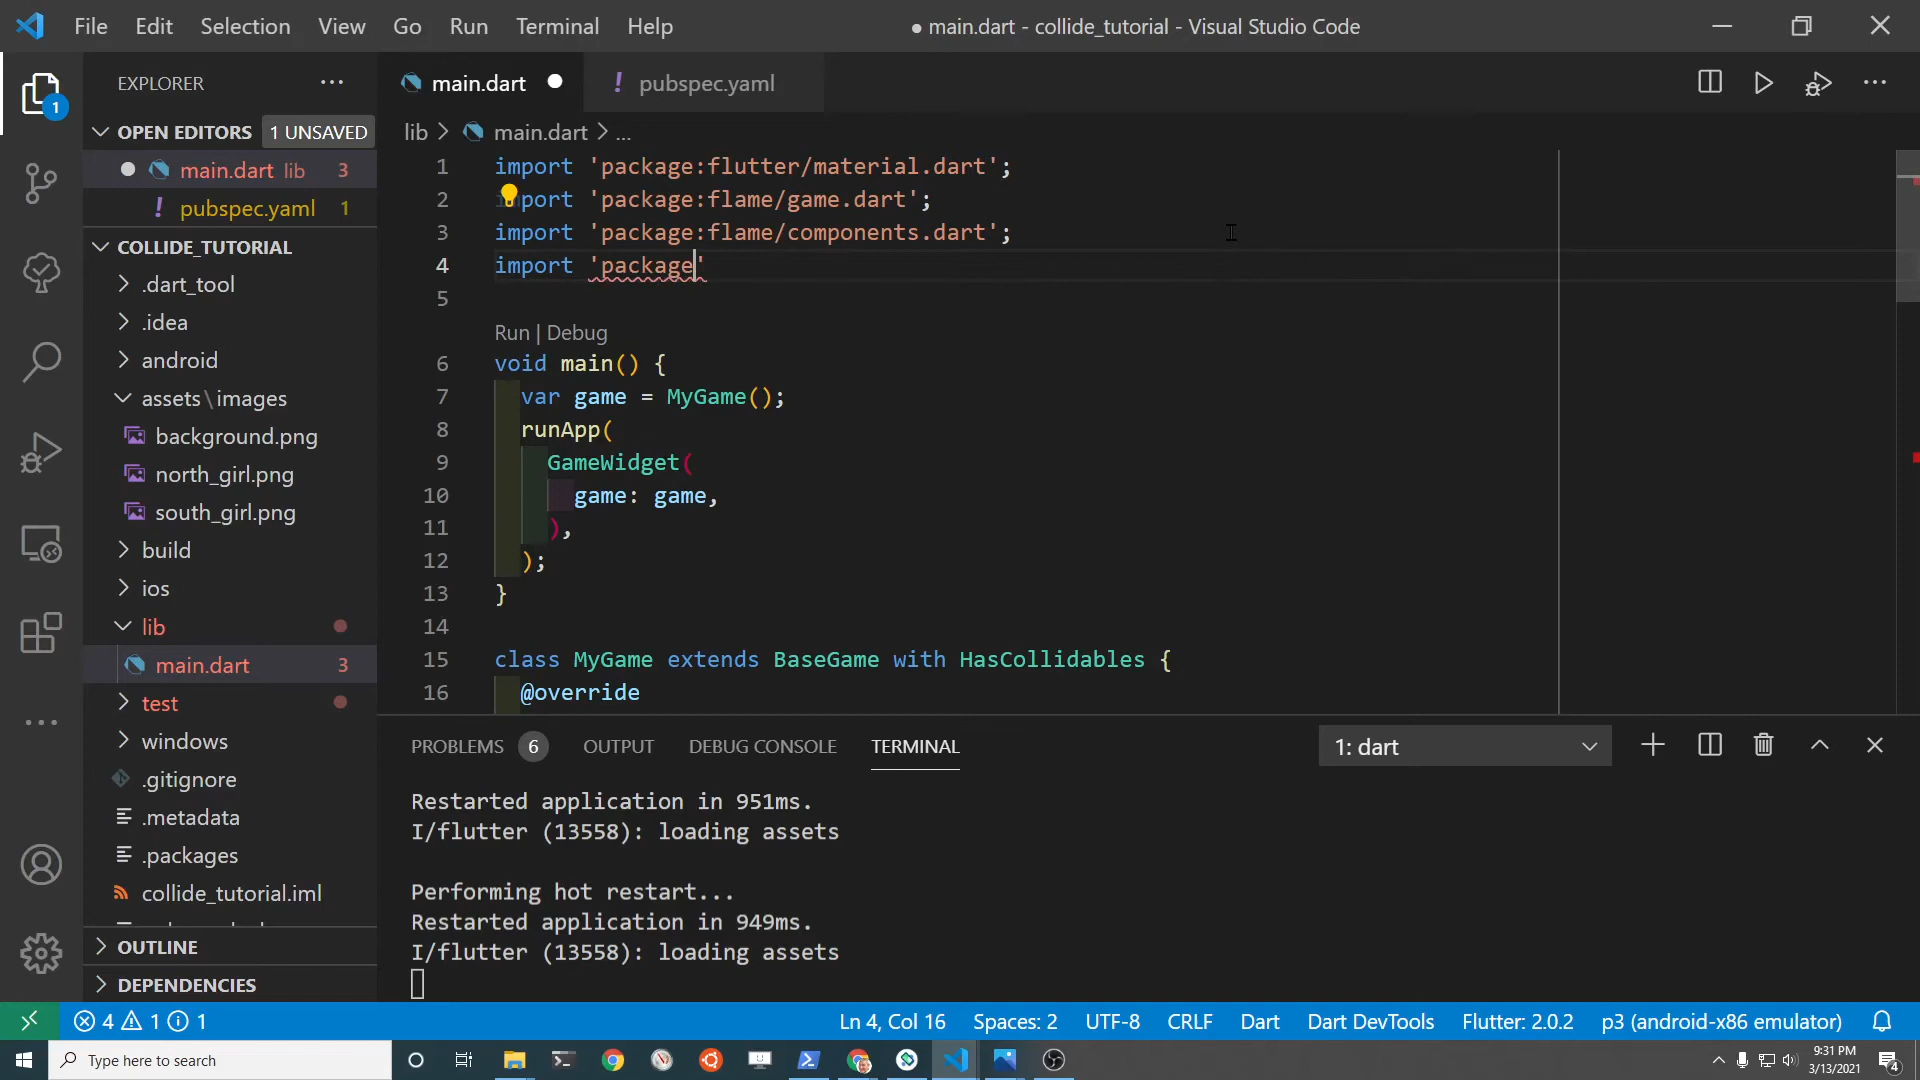 File Edit Selection View Go Run Terminal Help
● main.dart - collide_tutorial - Visual Studio Code
EXPLORER
main.dart
! pubspec.yaml
OPEN EDITORS 1 UNSAVED
main.dart lib 3
! pubspec.yaml 1
COLLIDE_TUTORIAL
.dart_tool
.idea
android
assets\images
background.png
north_girl.png
south_girl.png
build
ios
lib
main.dart 3
test
windows
.gitignore
.metadata
.packages
collide_tutorial.iml
OUTLINE
DEPENDENCIES
1
lib > main.dart > ...
1 import 'package:flutter/material.dart';
2 import 'package:flame/game.dart';
3 import 'package:flame/components.dart';
4 import 'package'
5
Run | Debug
6 void main() {
7 var game = MyGame();
8 runApp(
9 GameWidget(
10 game: game,
11 ),
12 );
13 }
14
15 class MyGame extends BaseGame with HasCollidables {
16 @override
PROBLEMS 6 OUTPUT DEBUG CONSOLE TERMINAL
1: dart
Restarted application in 951ms.
I/flutter (13558): loading assets
Performing hot restart...
Restarted application in 949ms.
I/flutter (13558): loading assets
4 1 1
Ln 4, Col 16 Spaces: 2 UTF-8 CRLF Dart Dart DevTools Flutter: 2.0.2 p3 (android-x86 emulator)
Type here to search
9:31 PM
3/13/2021
4